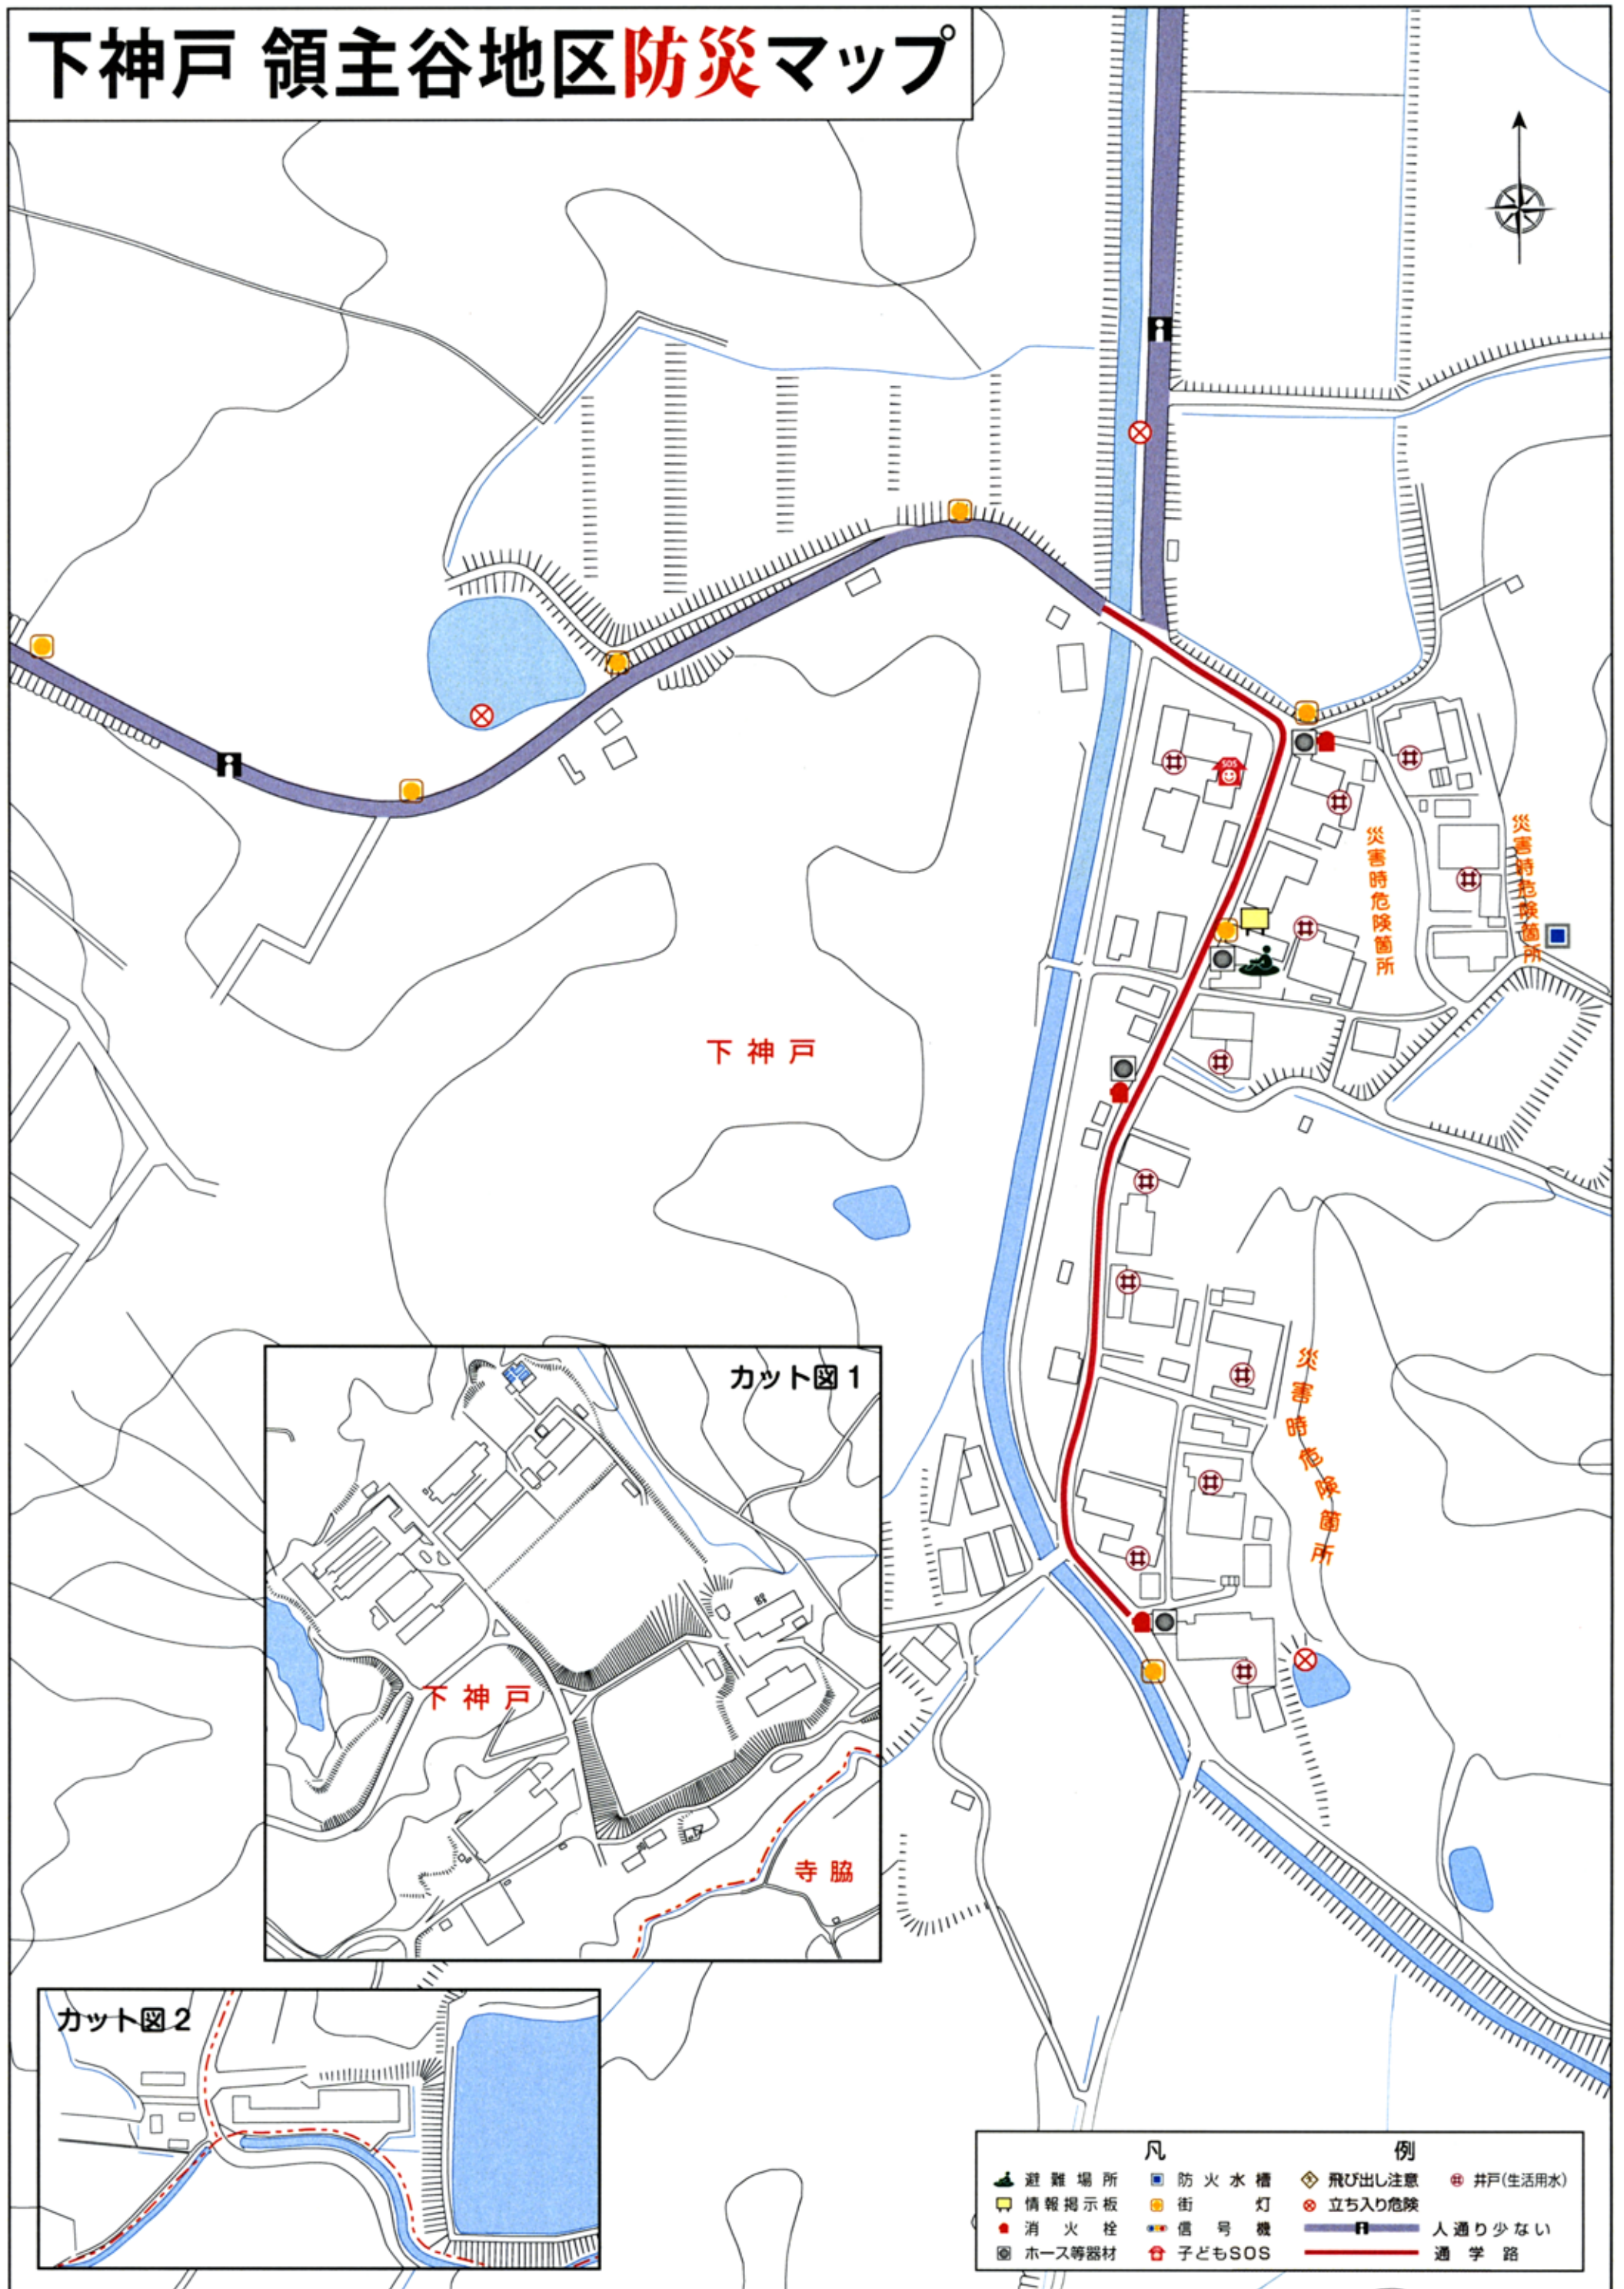 下神戸 領主谷地区防災マップ
災害時危険箇所
災害時危険箇所
下神戸
災害時危険箇所
SOS
カット図1
下神戸
寺脇
カット図2
凡例
避難場所
防火水槽
飛び出し注意
井戸(生活用水)
情報掲示板
街灯
立ち入り危険
消火栓
信号機
人通り少ない
ホース等器材
子どもSOS
通学路